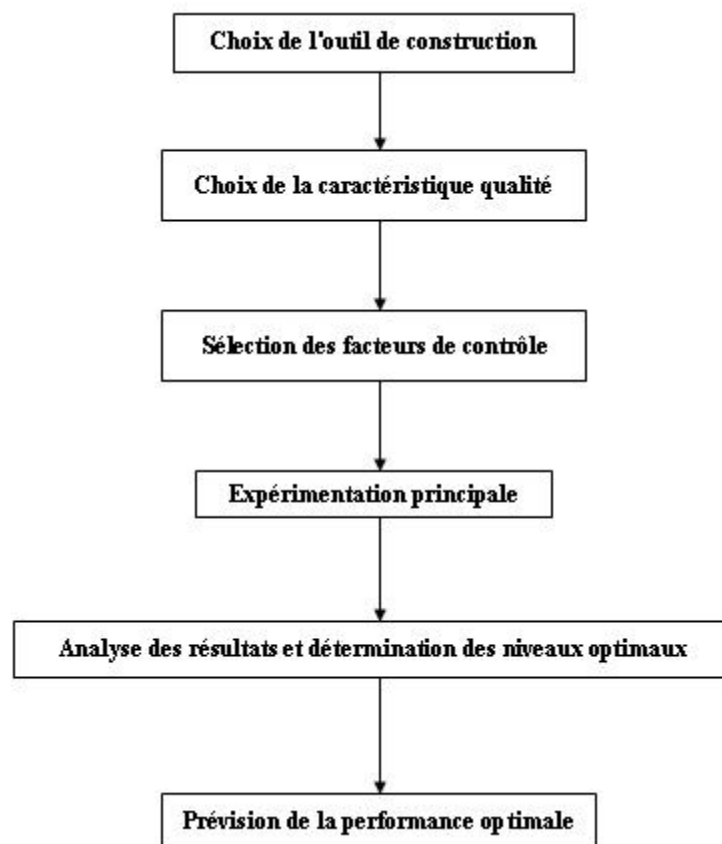 Choix de l'outil de construction
Choix de la caractéristique qualité
Sélection des facteurs de contrôle
Expérimentation principale
Analyse des résultats et détermination des niveaux optimaux
Prévision de la performance optimale